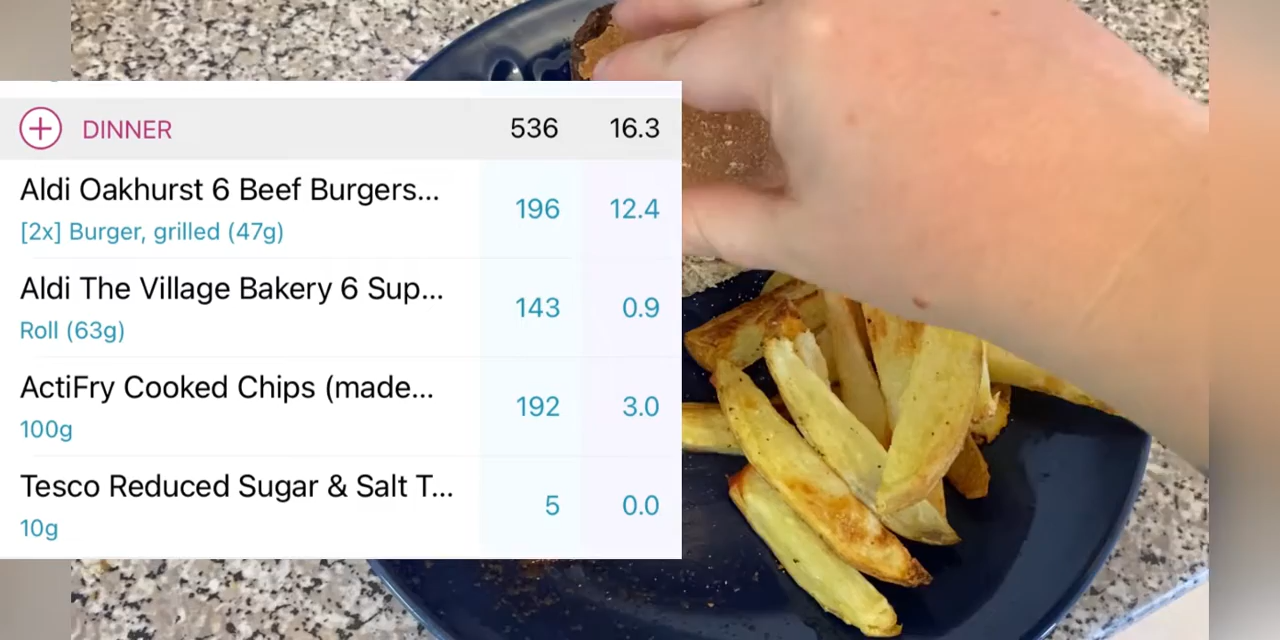 DINNER 536 16.3
Aldi Oakhurst 6 Beef Burgers... 196 12.4
[2x] Burger, grilled (47g)
Aldi The Village Bakery 6 Sup... 143 0.9
Roll (63g)
ActiFry Cooked Chips (made... 192 3.0
100g
Tesco Reduced Sugar & Salt T... 5 0.0
10g